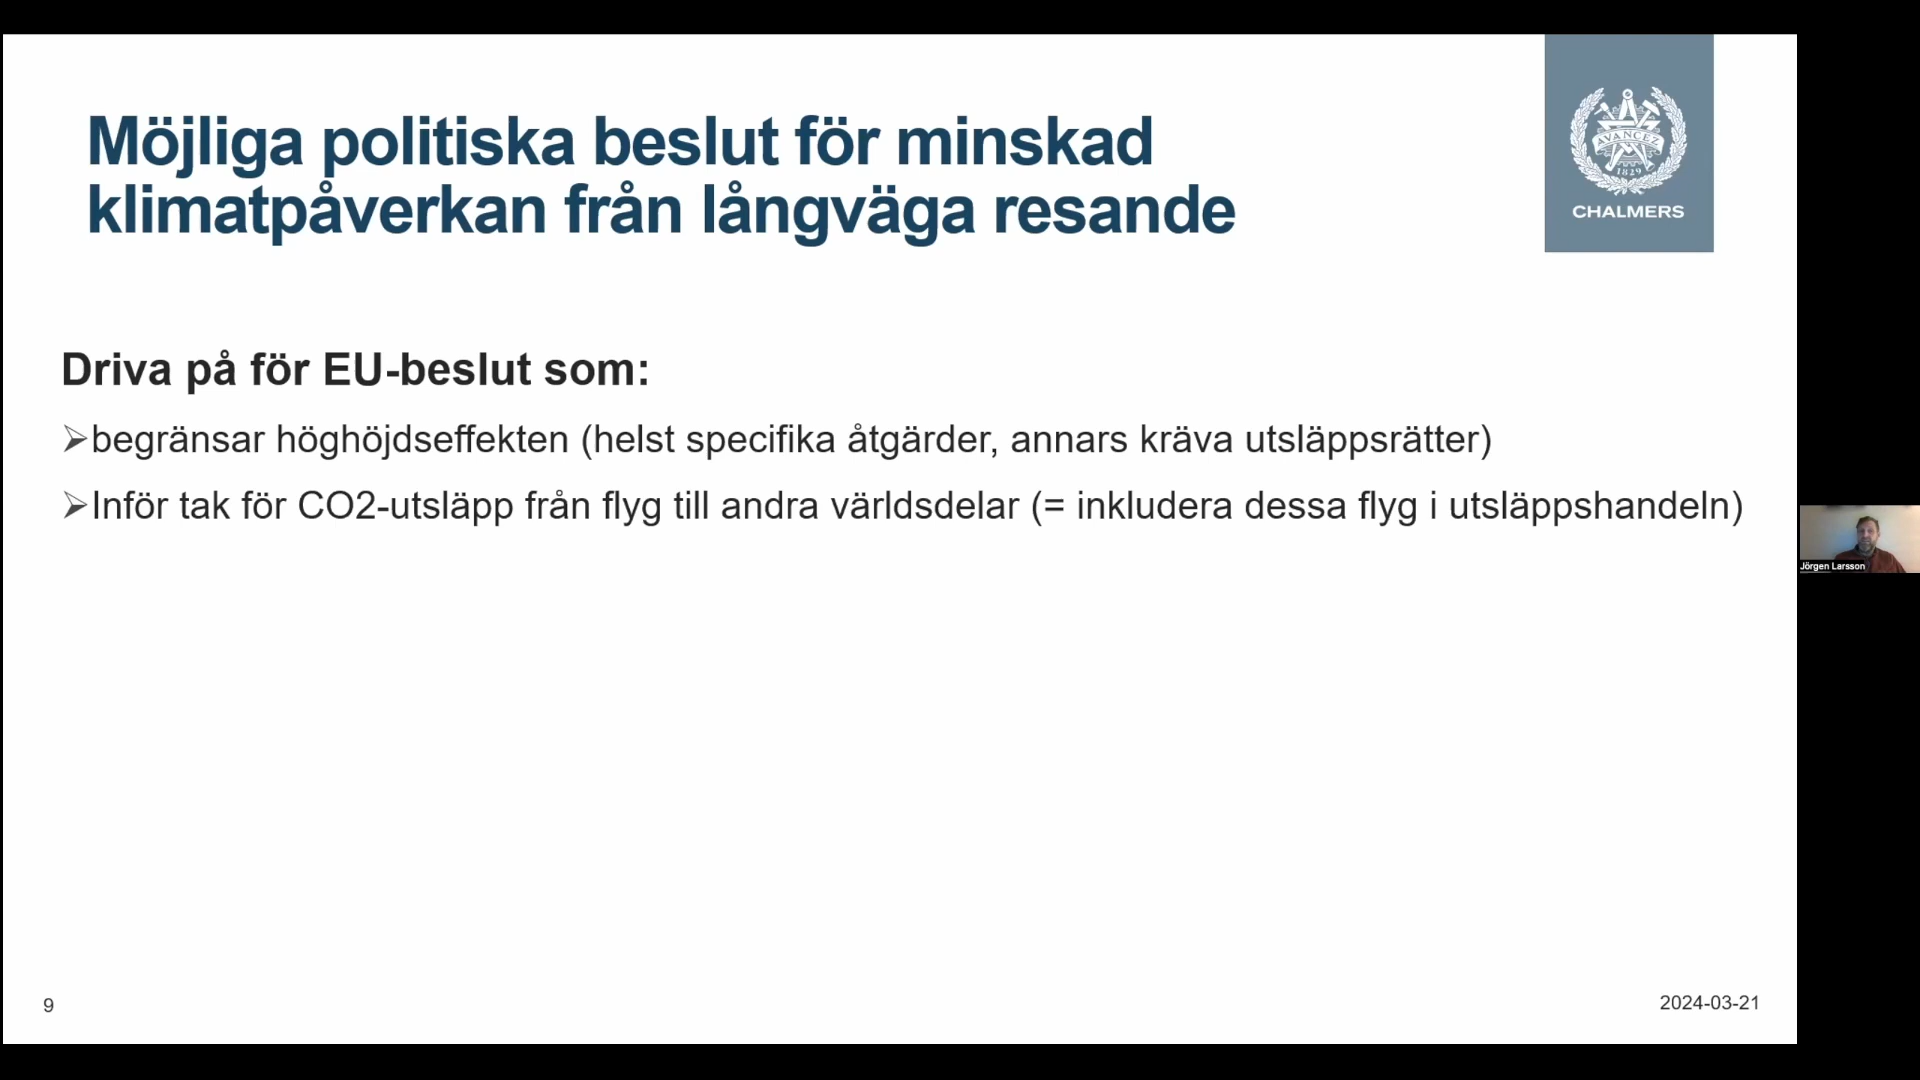 Möjliga politiska beslut för minskad
klimatpåverkan från långväga resande
AVANCEZ
1829
CHALMERS
Driva på för EU-beslut som:
➢begränsar höghöjdseffekten (helst specifika åtgärder, annars kräva utsläppsrätter)
➢Inför tak för CO2-utsläpp från flyg till andra världsdelar (= inkludera dessa flyg i utsläppshandeln)
Jörgen Larsson
9
2024-03-21